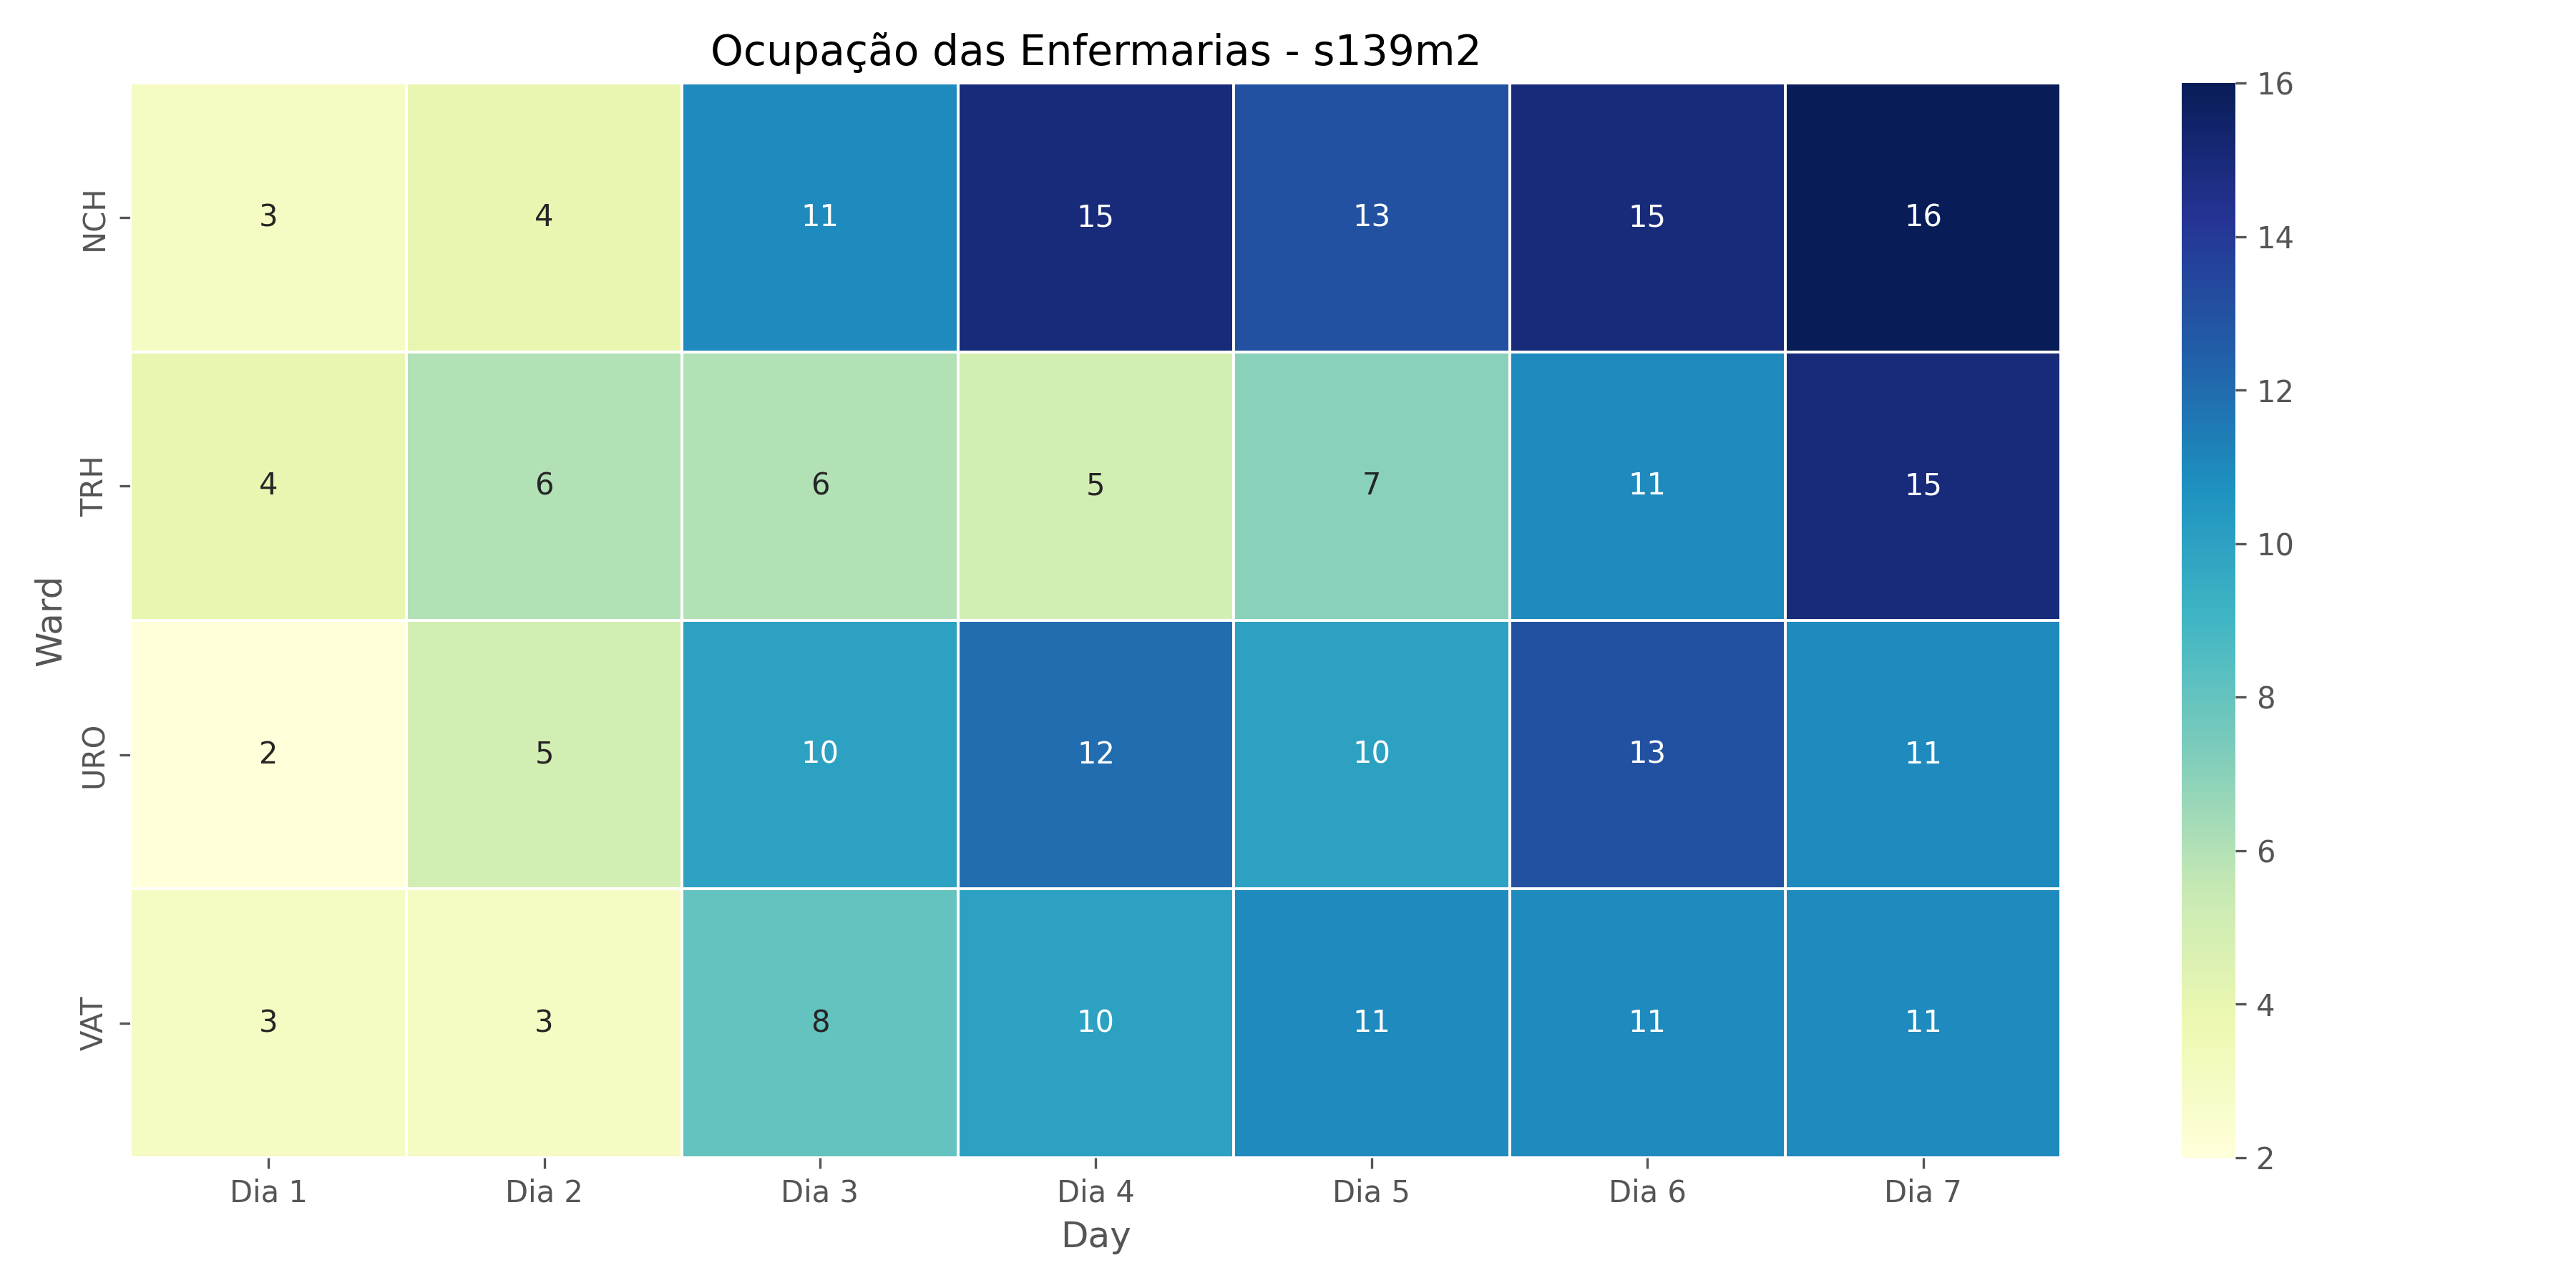 Ocupação das Enfermarias - s139m2
Ward
NCH 3 4 11 15 13 15 16
TRH 4 6 6 5 7 11 15
URO 2 5 10 12 10 13 11
VAT 3 3 8 10 11 11 11
Dia 1 Dia 2 Dia 3 Dia 4 Dia 5 Dia 6 Dia 7
Day
16
14
12
10
8
6
4
2